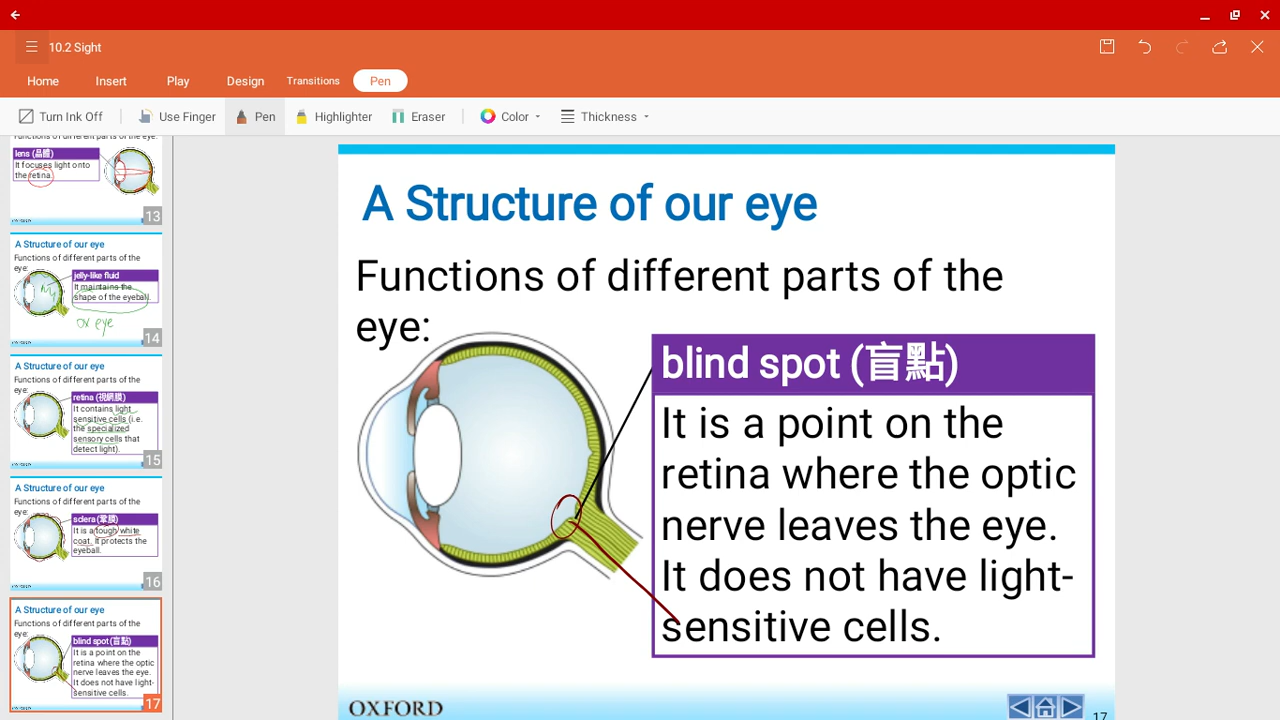 10.2 Sight
Home Insert Play Design Transitions Pen
Turn Ink Off Use Finger Pen Highlighter Eraser Color Thickness
Functions of different parts of the eye:
lens (晶體)
It focuses light onto
the retina.
13
A Structure of our eye
Functions of different parts of the
eye:
jelly-like fluid
It maintains the
shape of the eyeball.
ox eye
14
A Structure of our eye
Functions of different parts of the
eye:
retina (視網膜)
It contains light
sensitive cells (i.e.
the specialized
sensory cells that
detect light).
15
A Structure of our eye
Functions of different parts of the
eye:
sclera (鞏膜)
It is a tough white
coat. It protects the
eyeball.
16
A Structure of our eye
Functions of different parts of the
eye:
blind spot (盲點)
It is a point on the
retina where the optic
nerve leaves the eye.
It does not have light-
sensitive cells.
17
A Structure of our eye
Functions of different parts of the
eye:
blind spot (盲點)
It is a point on the
retina where the optic
nerve leaves the eye.
It does not have light-
sensitive cells.
OXFORD
17